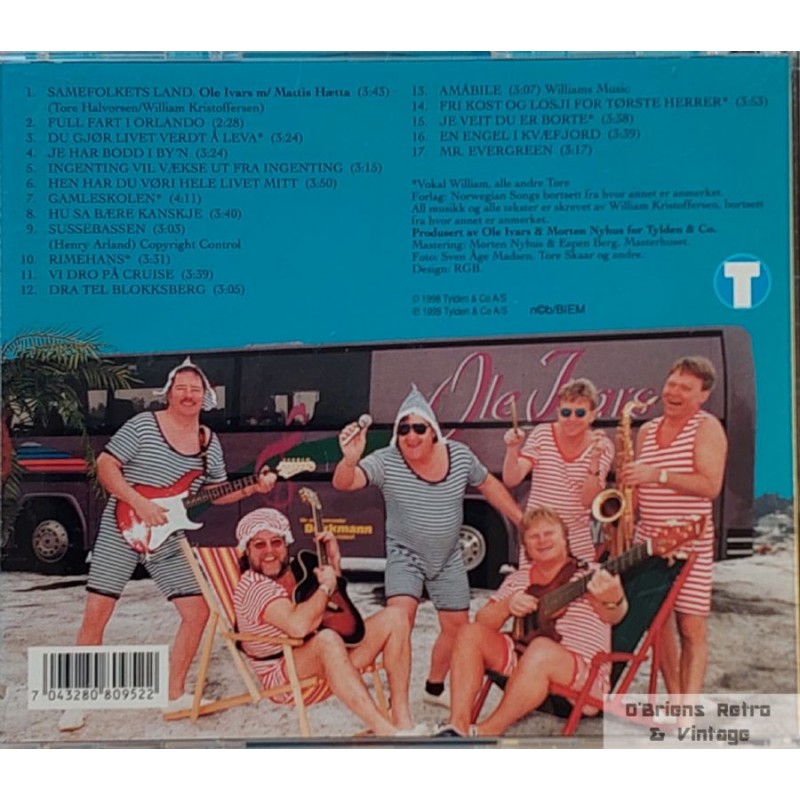 1. SAMEFOLKETS LAND, Ole Ivars m/ Mattis Hætta (3:43)
(Tore Halvorsen/William Kristoffersen)
2. FULL FART I ORLANDO (2:28)
3. DU GJØR LIVET VERDT Å LEVA* (3:24)
4. JE HAR BODD I BY'N (3:24)
5. INGENTING VIL VÆKSE UT FRA INGENTING (3:15)
6. HEN HAR DU VØRI HELE LIVET MITT (3:50)
7. GAMLESKOLEN* (4:11)
8. HU SA BÆRE KANSKJE (3:40)
9. SUSSEBASSEN (3:03)
(Henry Arland) Copyright Control
10. RIMEHANS* (3:31)
11. VI DRO PÅ CRUISE (3:39)
12. DRA TEL BLOKKSBERG (3:05)
13. AMÅBILE (3:07) Williams Music
14. FRI KOST OG LOSJI FOR TØRSTE HERRER* (3:53)
15. JE VEIT DU ER BORTE* (3:38)
16. EN ENGEL I KVÆFJORD (3:39)
17. MR. EVERGREEN (3:17)
*Vokal William, alle andre Tore
Forlag: Norwegian Songs bortsett fra hvor annet er anmerket.
All musikk og alle tekster er skrevet av William Kristoffersen, bortsett
fra hvor annet er anmerket.
Produsert av Ole Ivars & Morten Nyhus for Tylden & Co.
Mastering: Morten Nyhus & Espen Berg, Masterhuset.
Foto: Sven Åge Madsen, Tore Skaar og andre.
Design: RGB.
℗ 1998 Tylden & Co A/S
© 1998 Tylden & Co A/S n©b/BIEM
T
Ole Ivars
7 043280 809522
O'Briens Retro
& Vintage